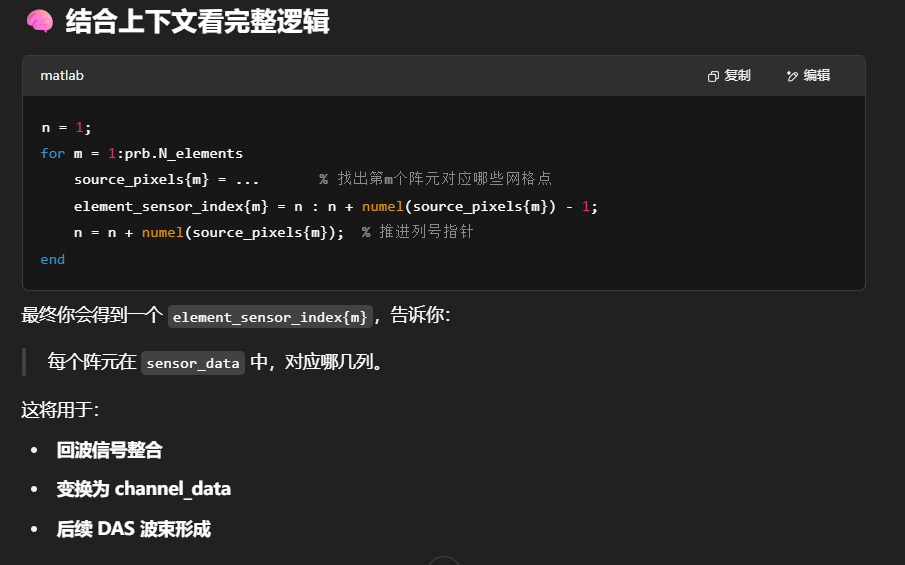 🧠 结合上下文看完整逻辑
matlab 复制 编辑
n = 1;
for m = 1:prb.N_elements
    source_pixels{m} = ...       % 找出第m个阵元对应哪些网格点
    element_sensor_index{m} = n : n + numel(source_pixels{m}) - 1;
    n = n + numel(source_pixels{m});  % 推进列号指针
end
最终你会得到一个 element_sensor_index{m}，告诉你：
每个阵元在 sensor_data 中，对应哪几列。
这将用于：
• 回波信号整合
• 变换为 channel_data
• 后续 DAS 波束形成